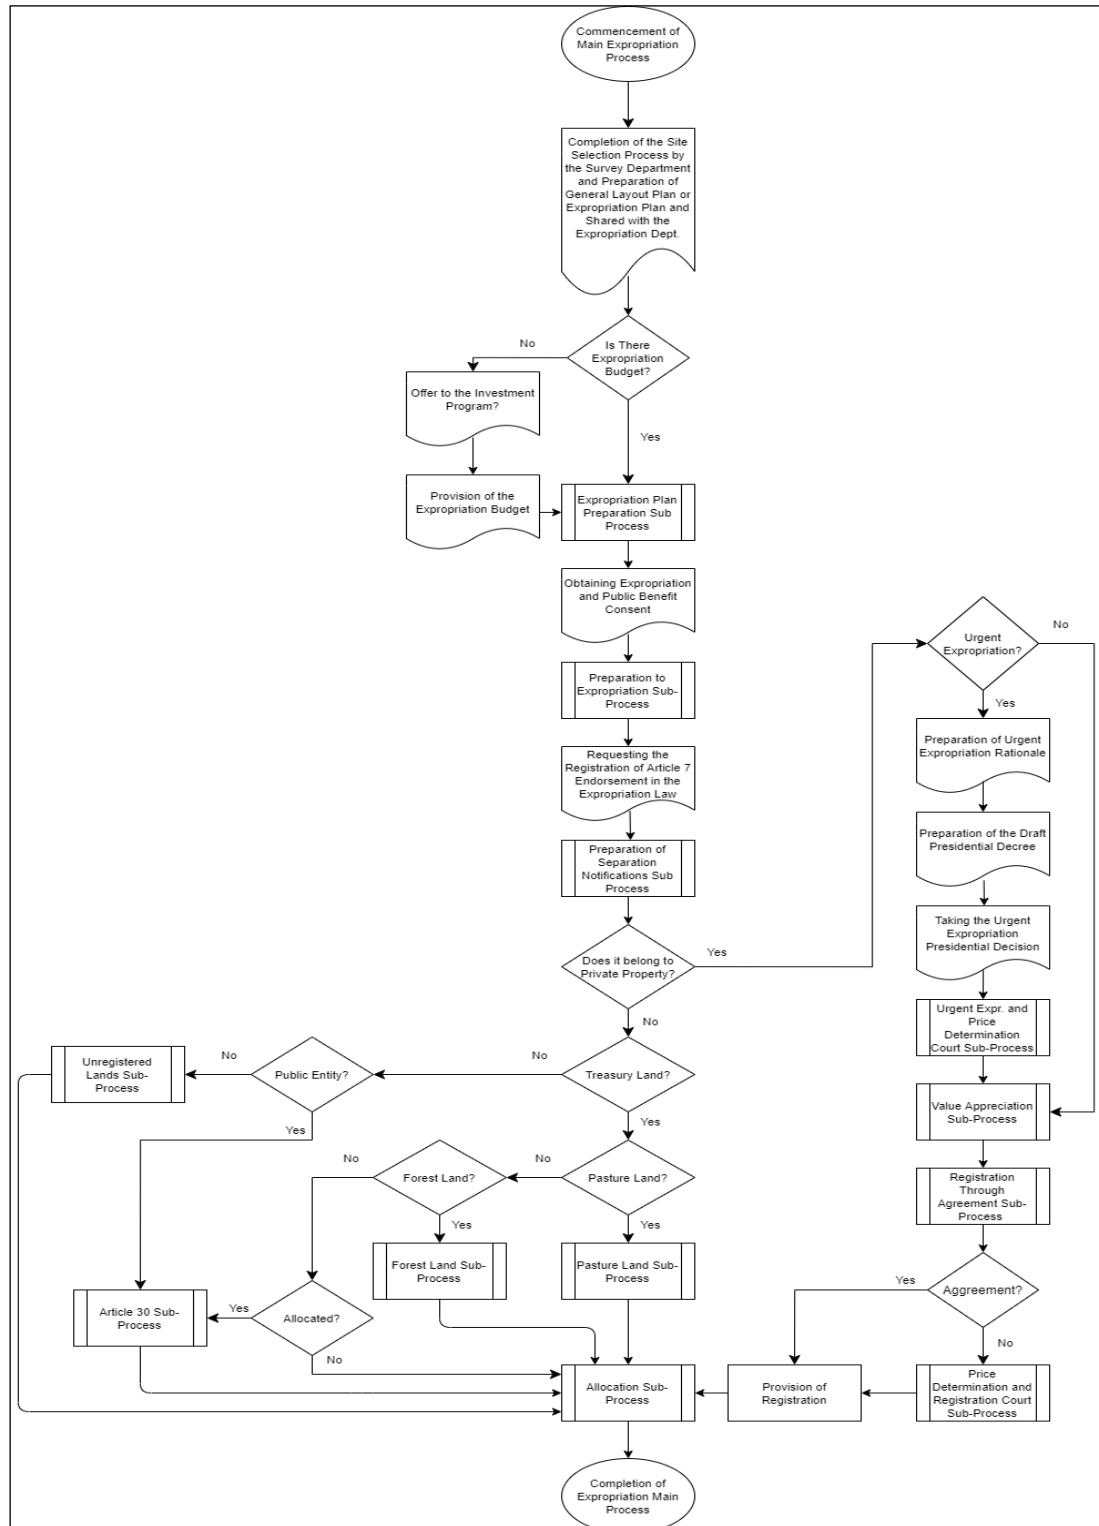 Commencement of
Main Expropriation
Process
Completion of the Site
Selection Process by
the Survey Department
and Preparation of
General Layout Plan or
Expropriation Plan and
Shared with the
Expropriation Dept.
Is There
Expropriation
Budget?
No
Yes
Offer to the Investment
Program?
Provision of the
Expropriation Budget
Expropriation Plan
Preparation Sub
Process
Obtaining Expropriation
and Public Benefit
Consent
Preparation to
Expropriation Sub-
Process
Requesting the
Registration of Article 7
Endorsement in the
Expropriation Law
Preparation of
Separation
Notifications Sub
Process
Does it belong to
Private Property?
Yes
No
Urgent
Expropriation?
No
Yes
Preparation of Urgent
Expropriation Rationale
Preparation of the Draft
Presidential Decree
Taking the Urgent
Expropriation
Presidential Decision
Urgent Expr. and
Price
Determination
Court Sub-Process
Value Appreciation
Sub-Process
Registration
Through
Agreement Sub-
Process
Aggreement?
Yes
No
Price
Determination and
Registration Court
Sub-Process
Provision of
Registration
Treasury Land?
No
Yes
Public Entity?
No
Yes
Unregistered
Lands Sub-
Process
Pasture Land?
No
Yes
Forest Land?
No
Yes
Forest Land Sub-
Process
Pasture Land Sub-
Process
Allocated?
Yes
No
Article 30 Sub-
Process
Allocation Sub-
Process
Completion of
Expropriation Main
Process